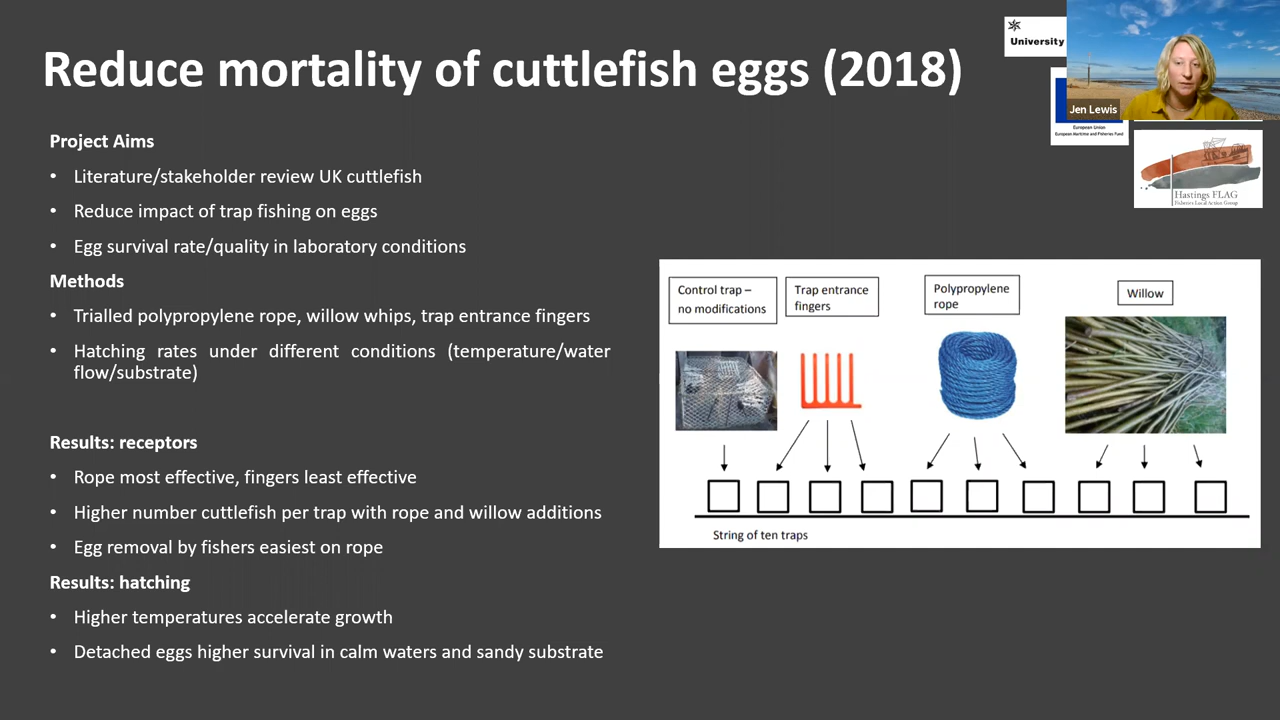 Reduce mortality of cuttlefish eggs (2018)
University
Jen Lewis
European Union
European Maritime and Fisheries Fund
Hastings FLAG
Fisheries Local Action Group
Project Aims
• Literature/stakeholder review UK cuttlefish
• Reduce impact of trap fishing on eggs
• Egg survival rate/quality in laboratory conditions
Methods
• Trialled polypropylene rope, willow whips, trap entrance fingers
• Hatching rates under different conditions (temperature/water
flow/substrate)
Results: receptors
• Rope most effective, fingers least effective
• Higher number cuttlefish per trap with rope and willow additions
• Egg removal by fishers easiest on rope
Results: hatching
• Higher temperatures accelerate growth
• Detached eggs higher survival in calm waters and sandy substrate
Control trap –
no modifications
Trap entrance
fingers
Polypropylene
rope
Willow
String of ten traps